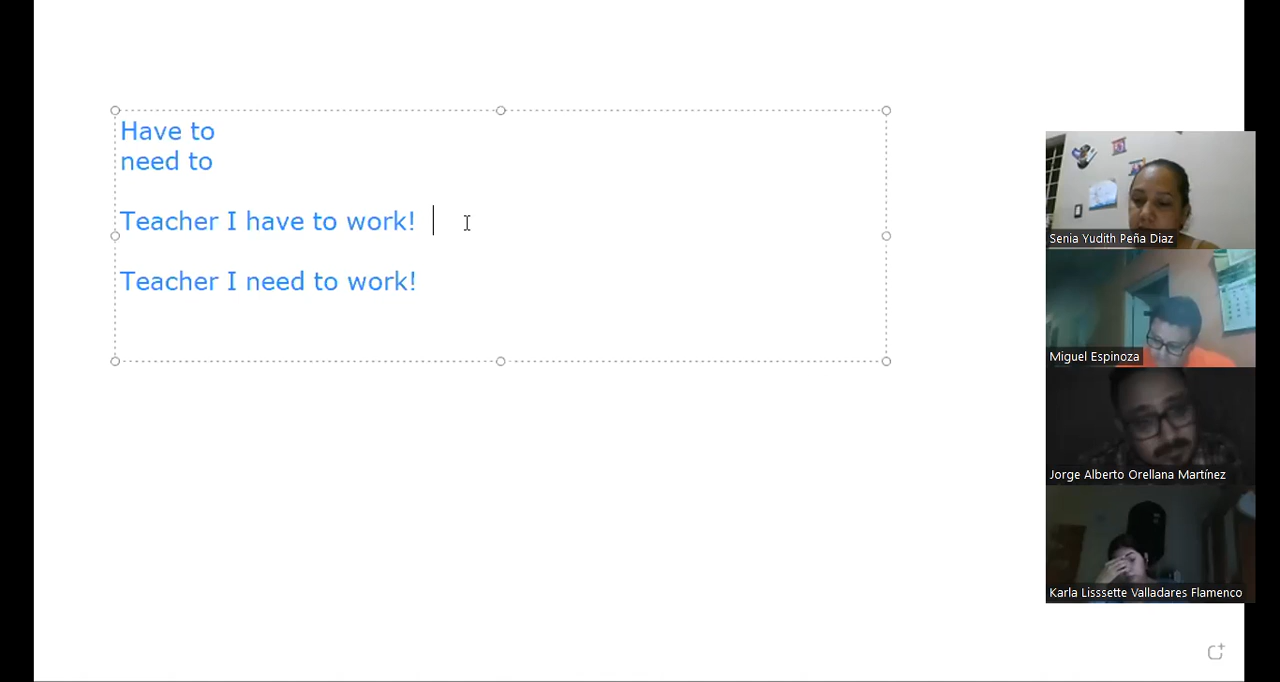 Have to
need to
Teacher I have to work!
Teacher I need to work!
Senia Yudith Peña Diaz
Miguel Espinoza
Jorge Alberto Orellana Martínez
Karla Lisssette Valladares Flamenco